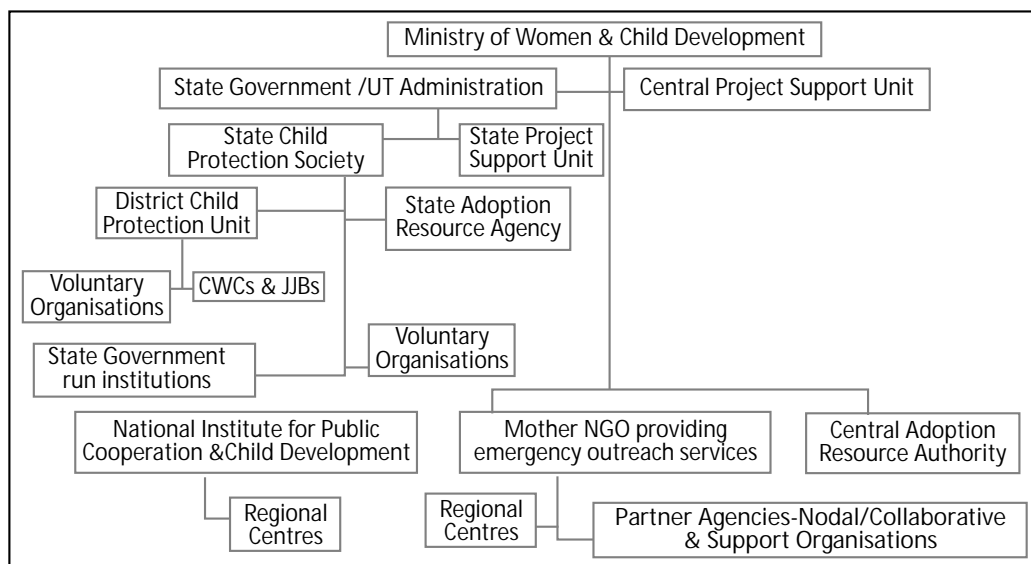 Ministry of Women & Child Development
State Government /UT Administration
Central Project Support Unit
State Child
Protection Society
State Project
Support Unit
District Child
Protection Unit
State Adoption
Resource Agency
Voluntary
Organisations
CWCs & JJBs
Voluntary
Organisations
State Government
run institutions
National Institute for Public
Cooperation &Child Development
Mother NGO providing
emergency outreach services
Central Adoption
Resource Authority
Regional
Centres
Regional
Centres
Partner Agencies-Nodal/Collaborative
& Support Organisations